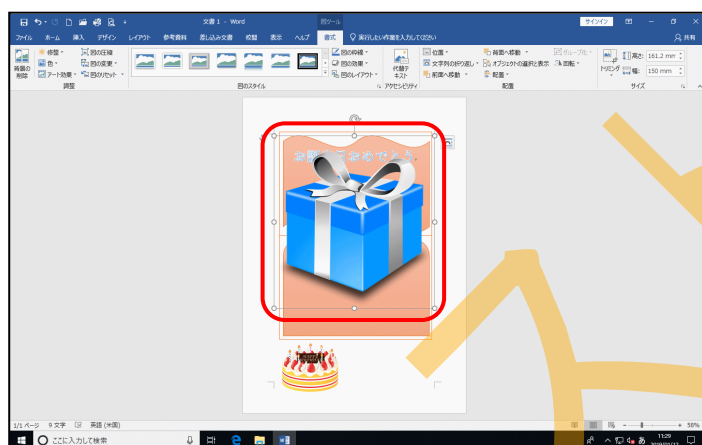 文書 1 - Word
図ツール
サインイン
ファイル ホーム 挿入 デザイン レイアウト 参考資料 差し込み文書 校閲 表示 ヘルプ 書式 実行したい作業を入力してください 共有
背景の削除
修整
色
アート効果
図の圧縮
図の変更
図のリセット
調整
図のスタイル
図の枠線
図の効果
図のレイアウト
代替テキスト
アクセシビリティ
位置
文字列の折り返し
前面へ移動
背面へ移動
オブジェクトの選択と表示
配置
グループ化
回転
配置
トリミング
高さ: 161.2 mm
幅: 150 mm
サイズ
お誕生日おめでとう
1/1 ページ 9 文字 英語 (米国)
50%
ここに入力して検索
あ
11:29